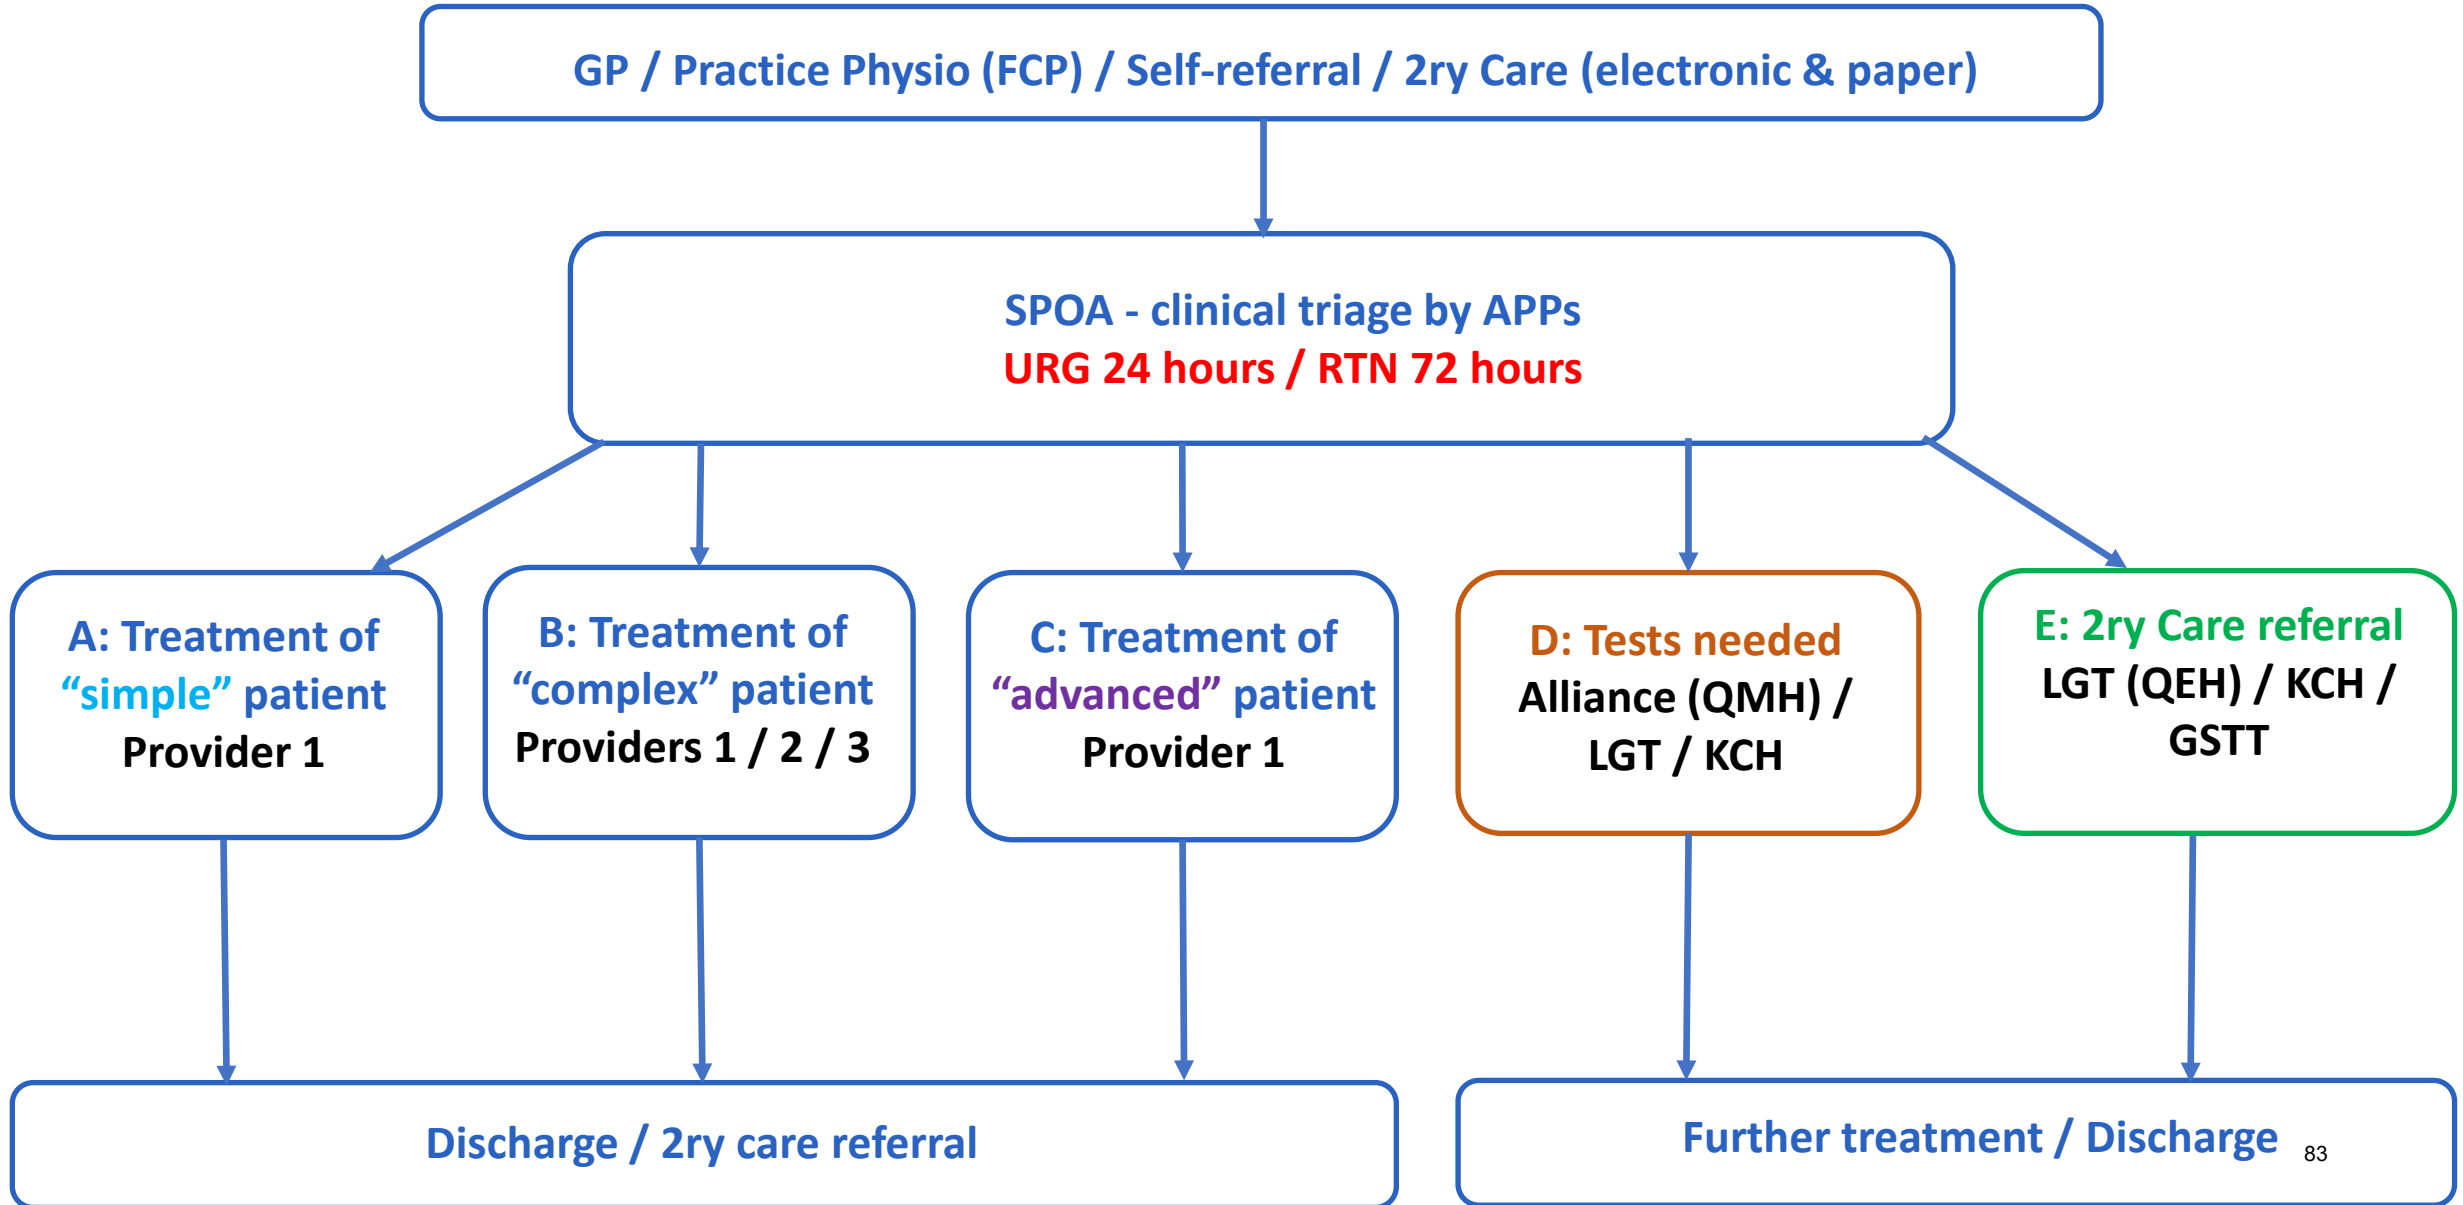 GP / Practice Physio (FCP) / Self-referral / 2ry Care (electronic & paper)
SPOA - clinical triage by APPs
URG 24 hours / RTN 72 hours
A: Treatment of
“simple” patient
Provider 1
B: Treatment of
“complex” patient
Providers 1 / 2 / 3
C: Treatment of
“advanced” patient
Provider 1
D: Tests needed
Alliance (QMH) /
LGT / KCH
E: 2ry Care referral
LGT (QEH) / KCH /
GSTT
Discharge / 2ry care referral
Further treatment / Discharge
83